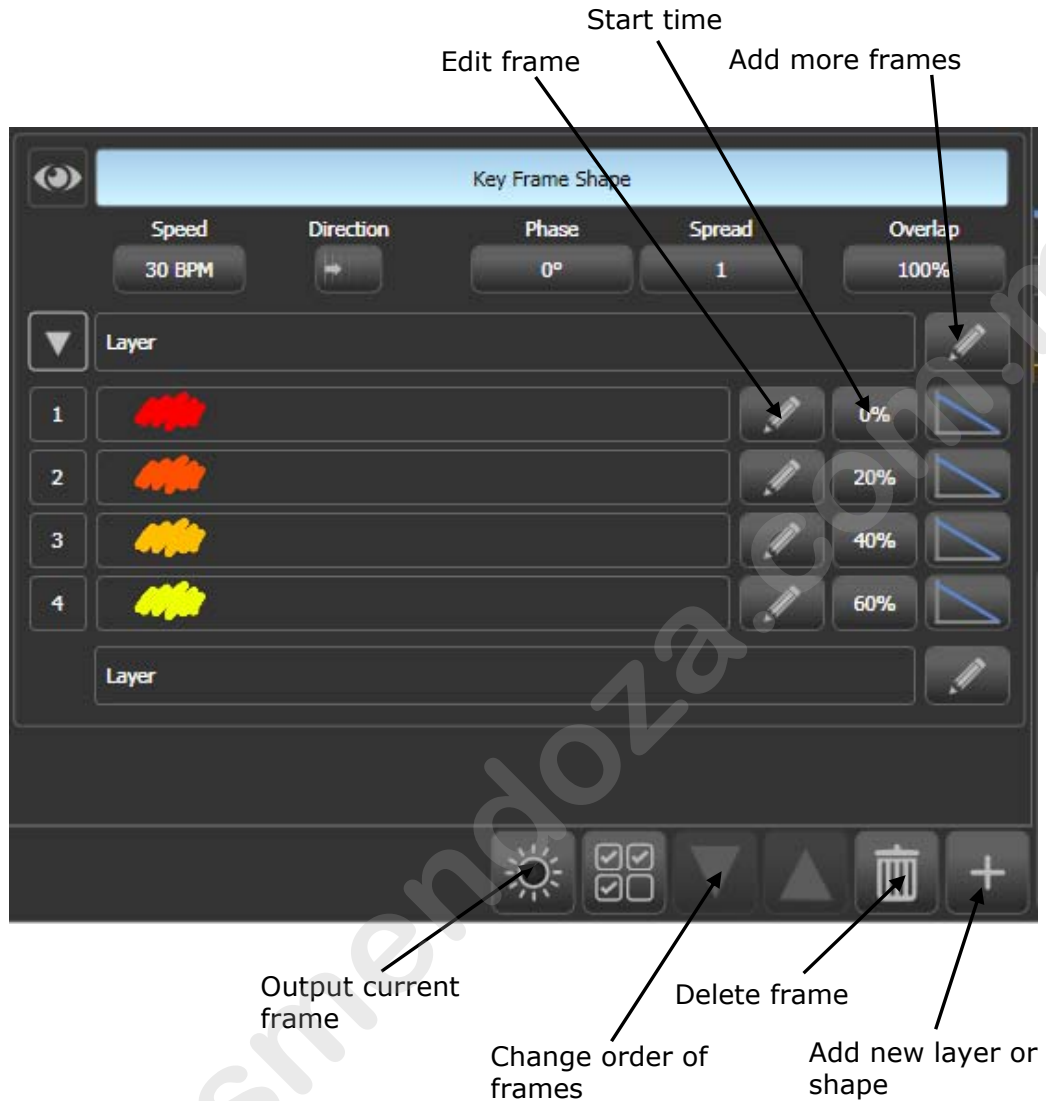 Start time
Edit frame
Add more frames
Key Frame Shape
Speed Direction Phase Spread Overlap
30 BPM 0° 1 100%
Layer
1 0%
2 20%
3 40%
4 60%
Layer
Output current
frame
Delete frame
Change order of
frames
Add new layer or
shape
smendoza.com.m